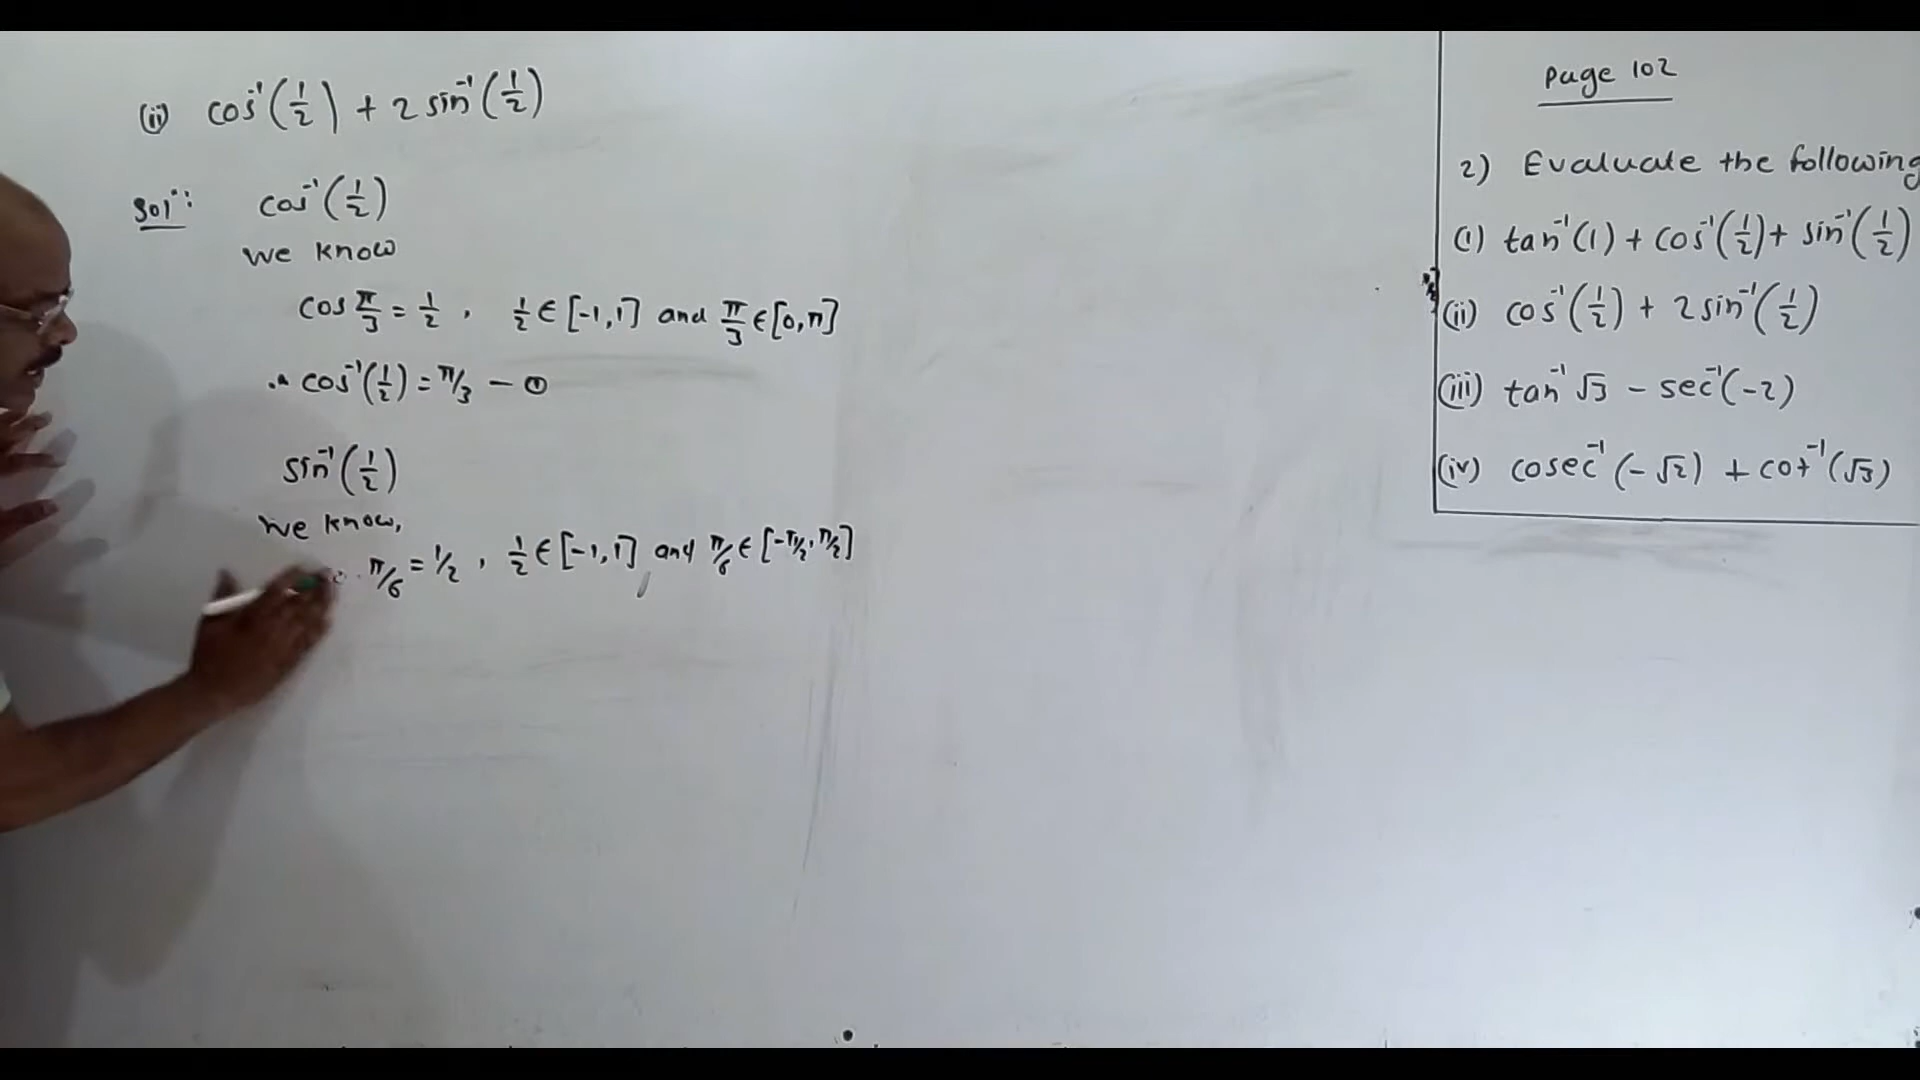 (ii) cos⁻¹(1/2) + 2 sin⁻¹(1/2)
Solⁿ: cos⁻¹(1/2)
we know
cos π/3 = 1/2 , 1/2 ∈ [-1,1] and π/3 ∈ [0,π]
∴ cos⁻¹(1/2) = π/3 — ①
sin⁻¹(1/2)
we know,
π/6 = 1/2 , 1/2 ∈ [-1,1] and π/6 ∈ [-π/2, π/2]
Page 102
2) Evaluate the following
(i) tan⁻¹(1) + cos⁻¹(1/2) + sin⁻¹(1/2)
(ii) cos⁻¹(1/2) + 2 sin⁻¹(1/2)
(iii) tan⁻¹ √3 - sec⁻¹(-2)
(iv) cosec⁻¹(-√2) + cot⁻¹(√3)